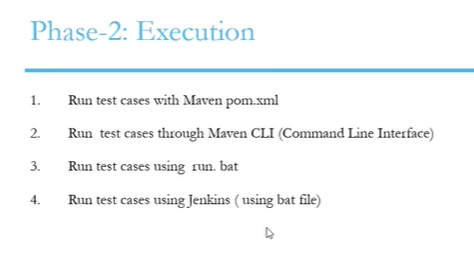 Phase-2: Execution
1. Run test cases with Maven pom.xml
2. Run test cases through Maven CLI (Command Line Interface)
3. Run test cases using run. bat
4. Run test cases using Jenkins ( using bat file)